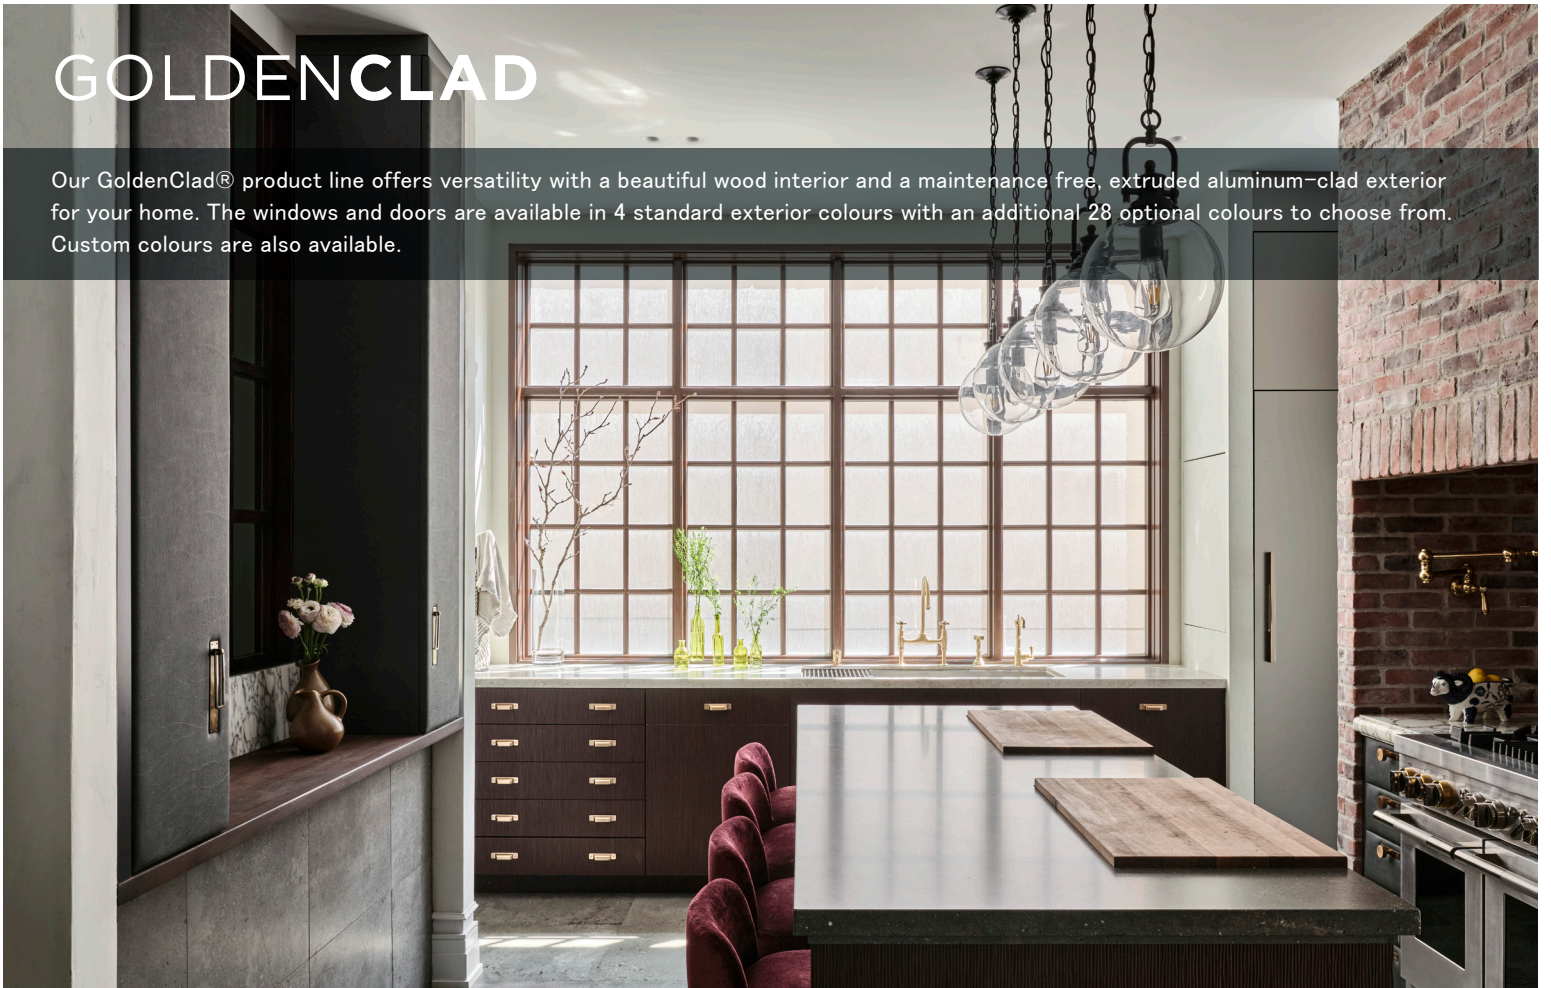 GOLDENCLAD
Our GoldenClad® product line offers versatility with a beautiful wood interior and a maintenance free, extruded aluminum-clad exterior
for your home. The windows and doors are available in 4 standard exterior colours with an additional 28 optional colours to choose from.
Custom colours are also available.